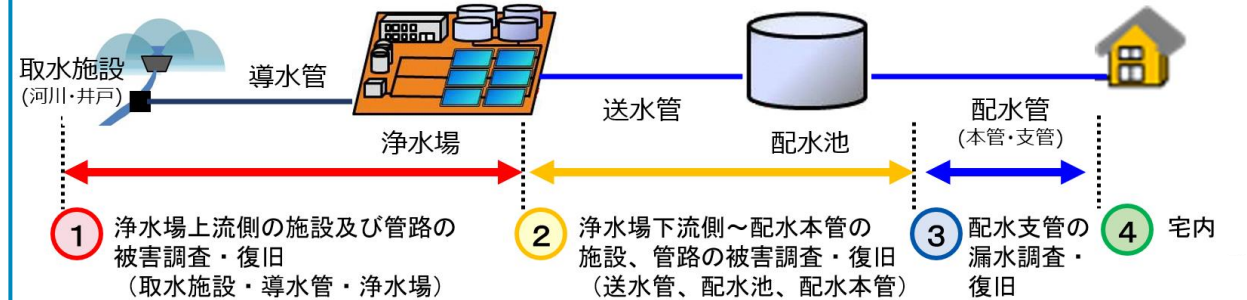 取水施設
(河川・井戸)
導水管
浄水場
送水管
配水池
配水管
(本管・支管)
① 浄水場上流側の施設及び管路の
被害調査・復旧
（取水施設・導水管・浄水場）
② 浄水場下流側～配水本管の
施設、管路の被害調査・復旧
（送水管、配水池、配水本管）
③ 配水支管の
漏水調査・
復旧
④ 宅内